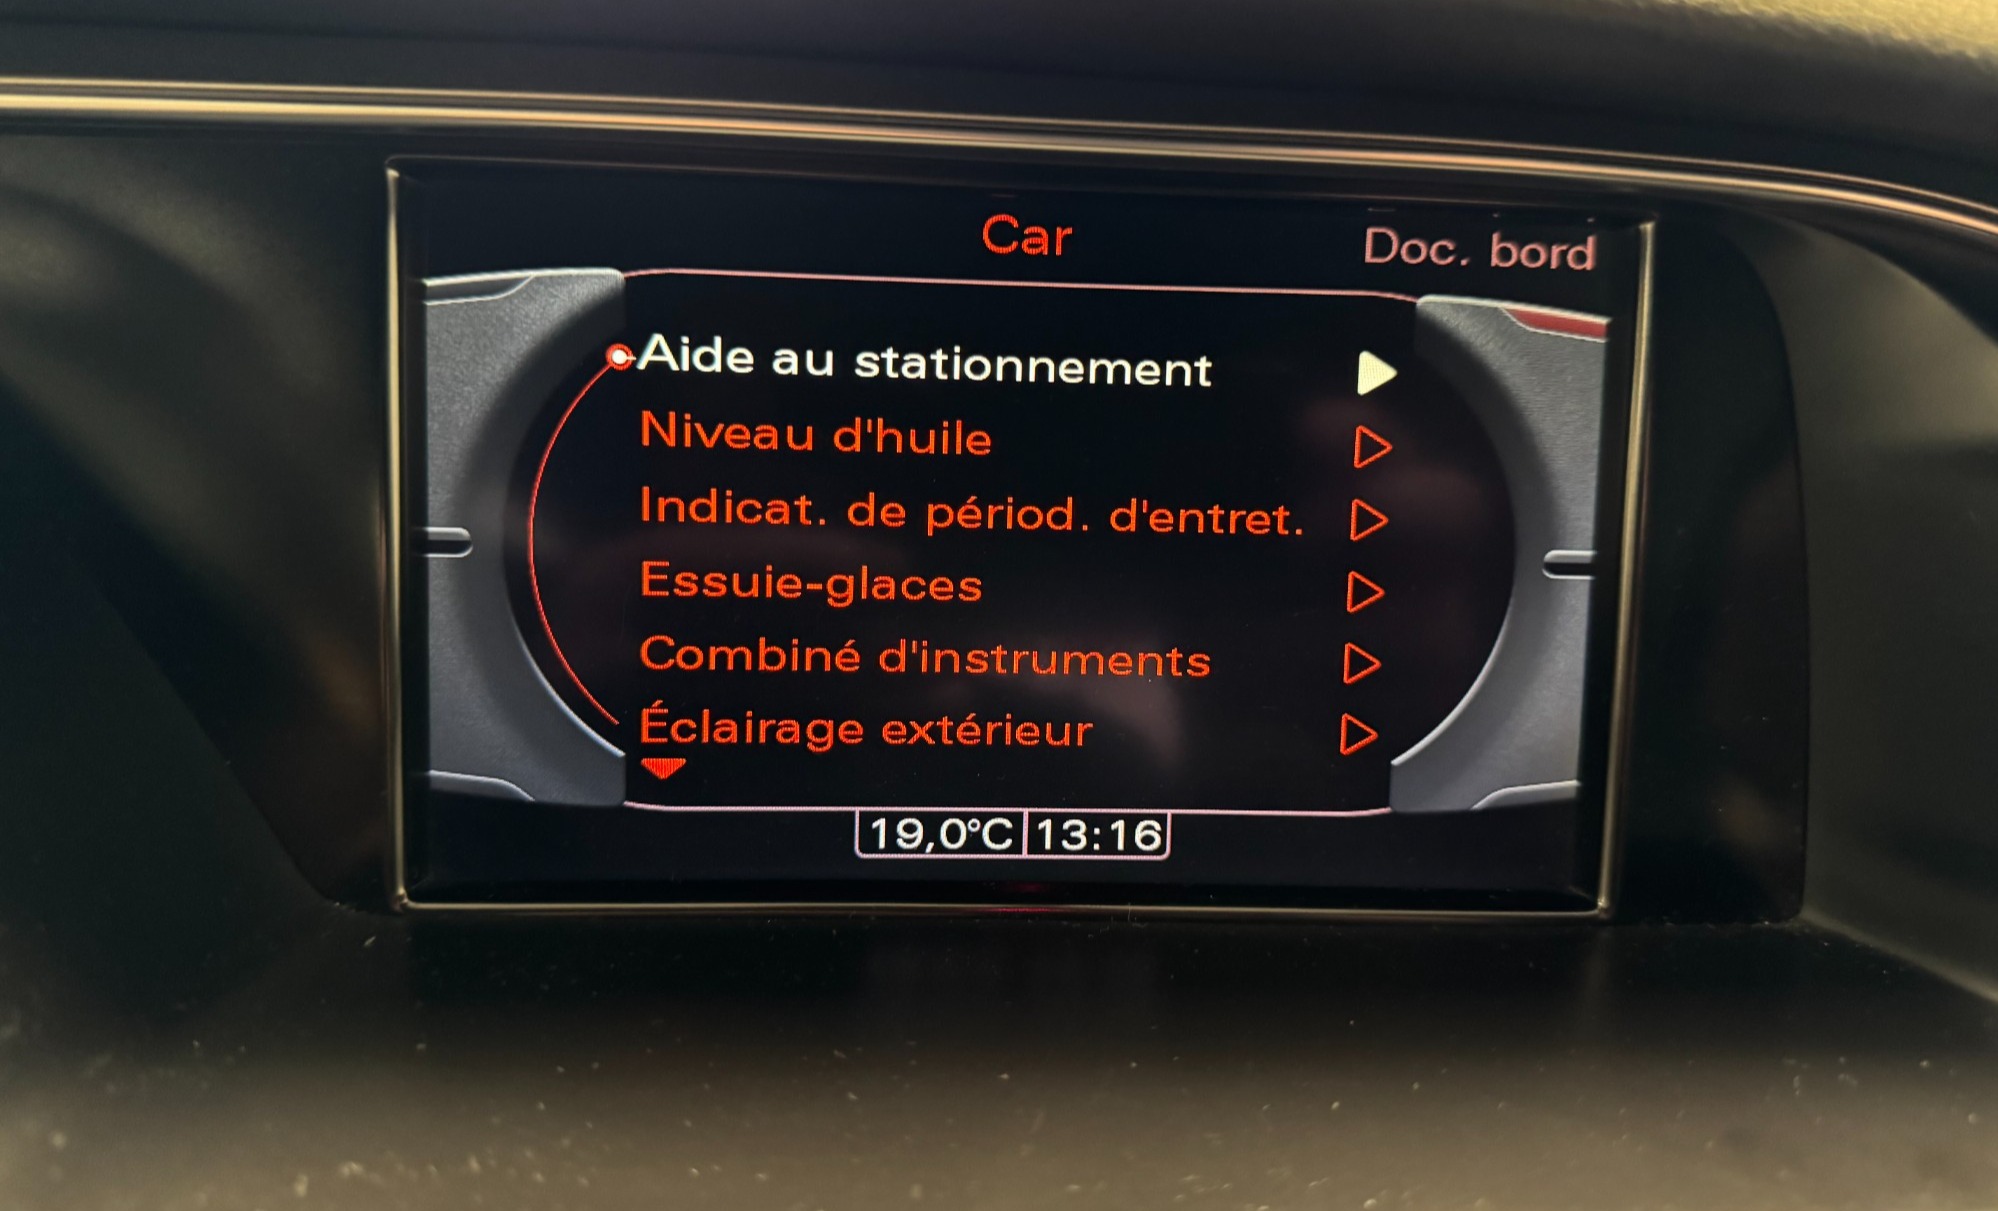 Car
Doc. bord
Aide au stationnement
Niveau d'huile
Indicat. de périod. d'entret.
Essuie-glaces
Combiné d'instruments
Éclairage extérieur
19,0°C 13:16